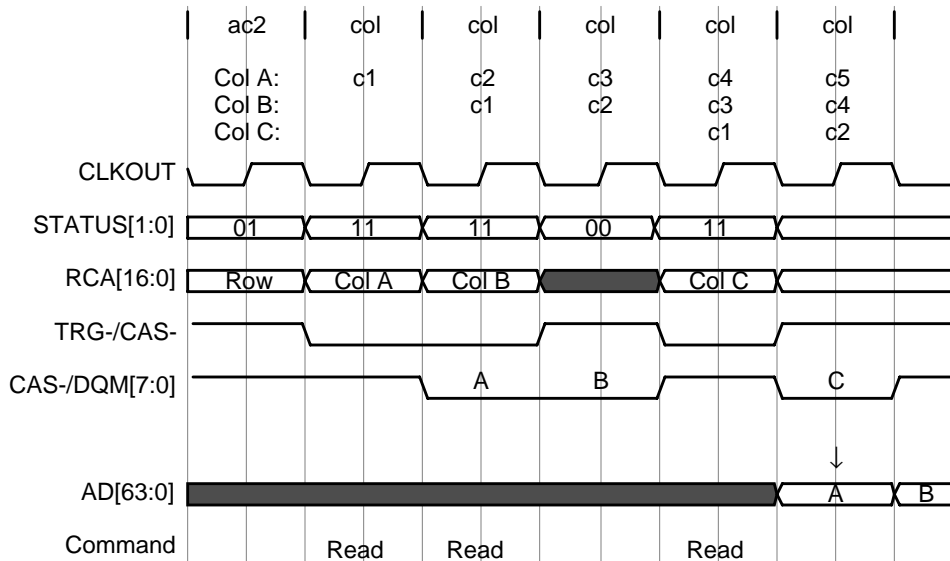 ac2 col col col col col
Col A: c1 c2 c3 c4 c5
Col B: c1 c2 c3 c4
Col C: c1 c2
CLKOUT
STATUS[1:0] 01 11 11 00 11
RCA[16:0] Row Col A Col B Col C
TRG-/CAS-
CAS-/DQM[7:0] A B C
↓
AD[63:0] A B
Command Read Read Read